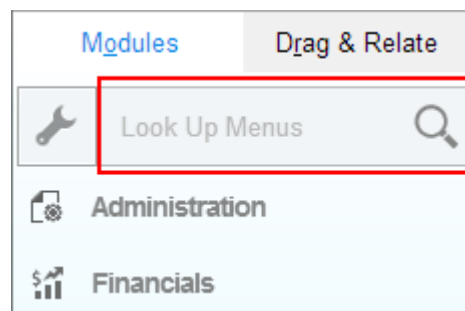 Modules Drag & Relate
Look Up Menus
Administration
Financials